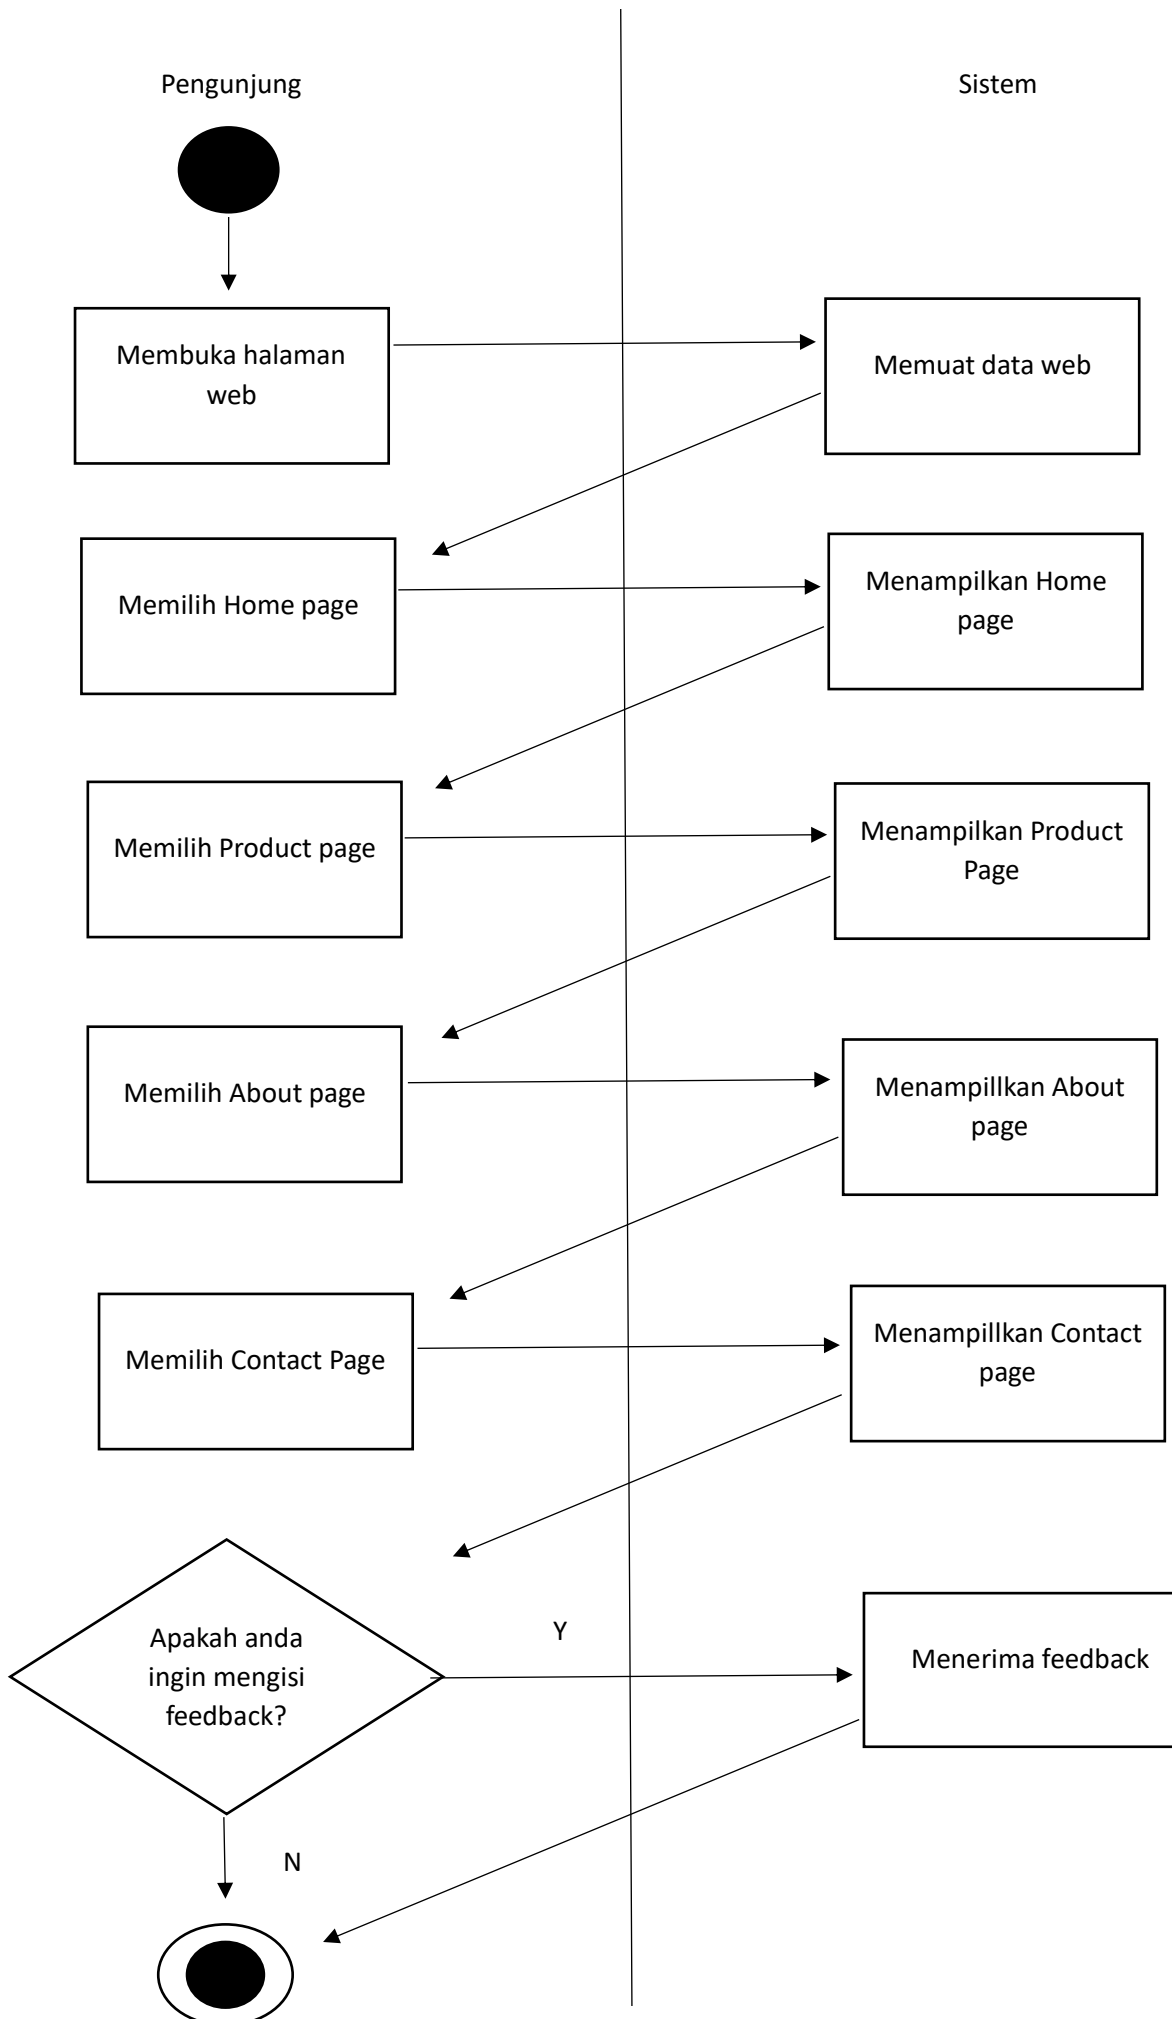 Pengunjung
Sistem
Membuka halaman
web
Memuat data web
Memilih Home page
Menampilkan Home
page
Memilih Product page
Menampilkan Product
Page
Memilih About page
Menampillkan About
page
Memilih Contact Page
Menampillkan Contact
page
Apakah anda
ingin mengisi
feedback?
Y
Menerima feedback
N